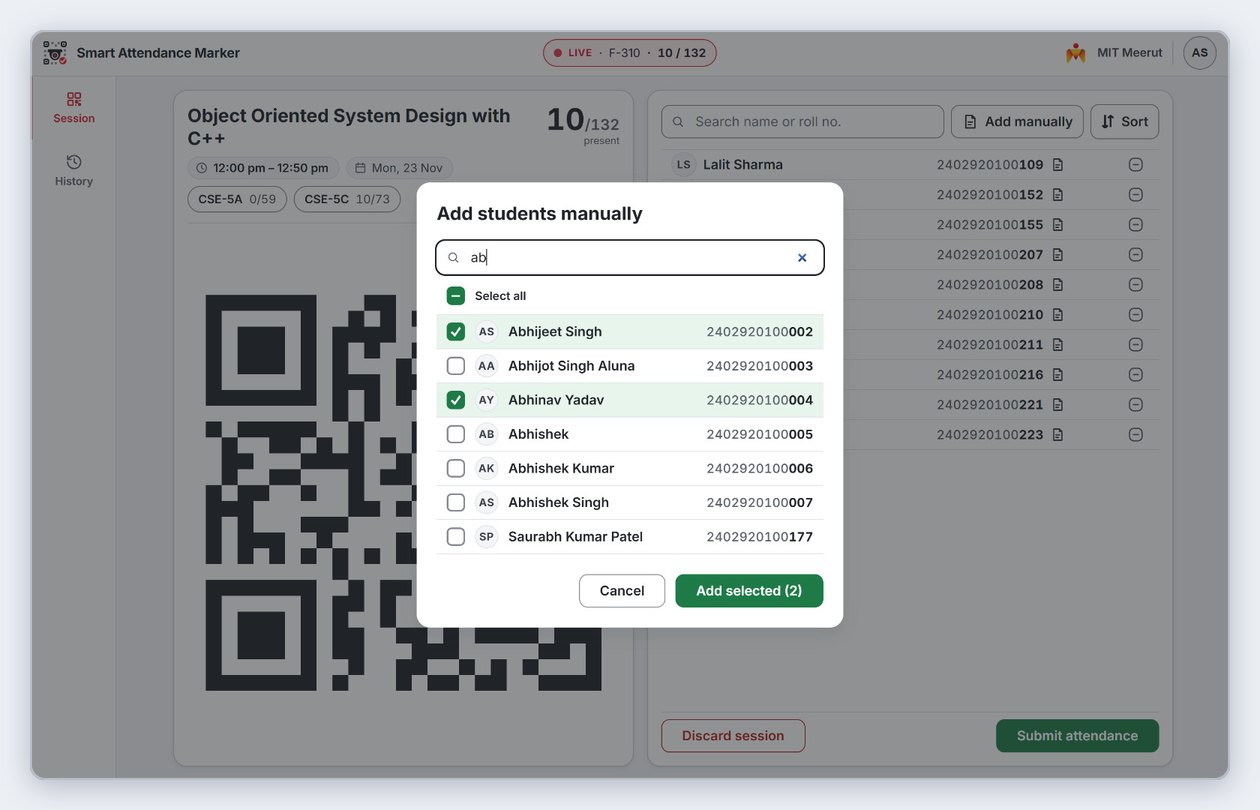 Smart Attendance Marker
LIVE · F-310 · 10 / 132
MIT Meerut
AS
Session
History
Object Oriented System Design with
C++
10/132
present
12:00 pm – 12:50 pm
Mon, 23 Nov
CSE-5A 0/59
CSE-5C 10/73
Search name or roll no.
Add manually
Sort
LS Lalit Sharma 2402920100109
2402920100152
2402920100155
2402920100207
2402920100208
2402920100210
2402920100211
2402920100216
2402920100221
2402920100223
Discard session
Submit attendance
Add students manually
ab
Select all
AS Abhijeet Singh 2402920100002
AA Abhijot Singh Aluna 2402920100003
AY Abhinav Yadav 2402920100004
AB Abhishek 2402920100005
AK Abhishek Kumar 2402920100006
AS Abhishek Singh 2402920100007
SP Saurabh Kumar Patel 2402920100177
Cancel
Add selected (2)